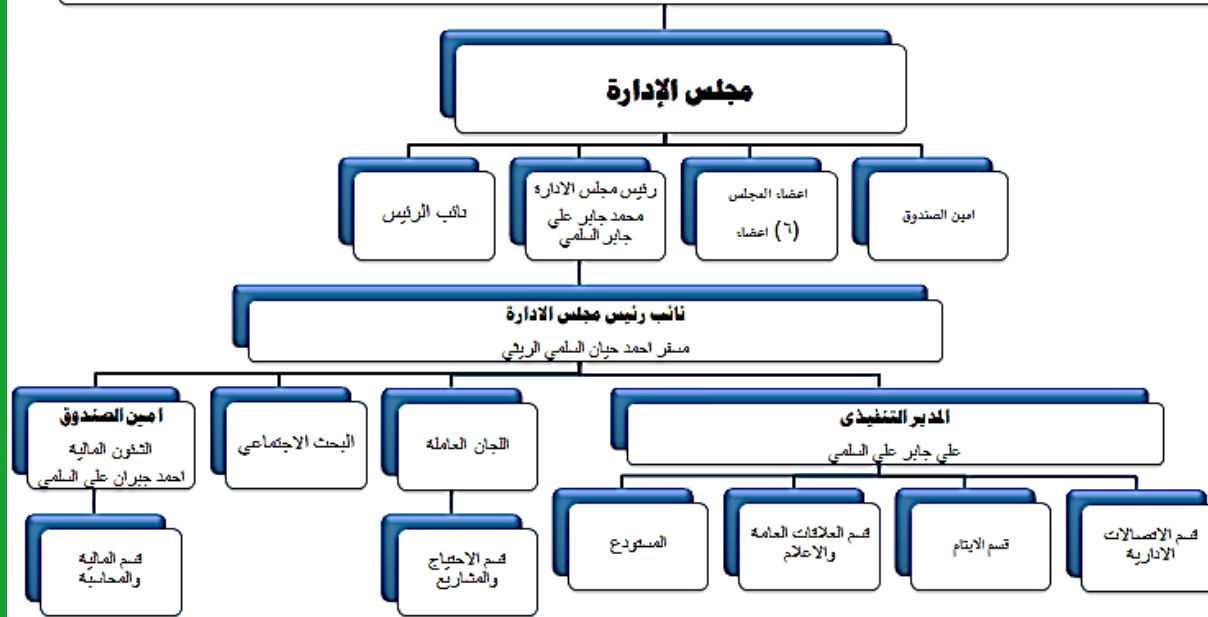 مجلس الإدارة
امين الصندوق
اعضاء المجلس
(٦) اعضاء
رئيس مجلس الادارة
محمد جابر علي
جابر السلمي
نائب الرئيس
نائب رئيس مجلس الادارة
مسفر احمد حيان السلمي الريثي
المدير التنفيذى
علي جابر علي السلمي
اللجان العاملة
البحث الاجتماعي
امين الصندوق
الشئون المالية
احمد جبران علي السلمي
قسم الاتصالات
الادارية
قسم الايتام
قسم العلاقات العامة
والاعلام
المستودع
قسم الاحتياج
والمشاريع
قسم المالية
والمحاسبة